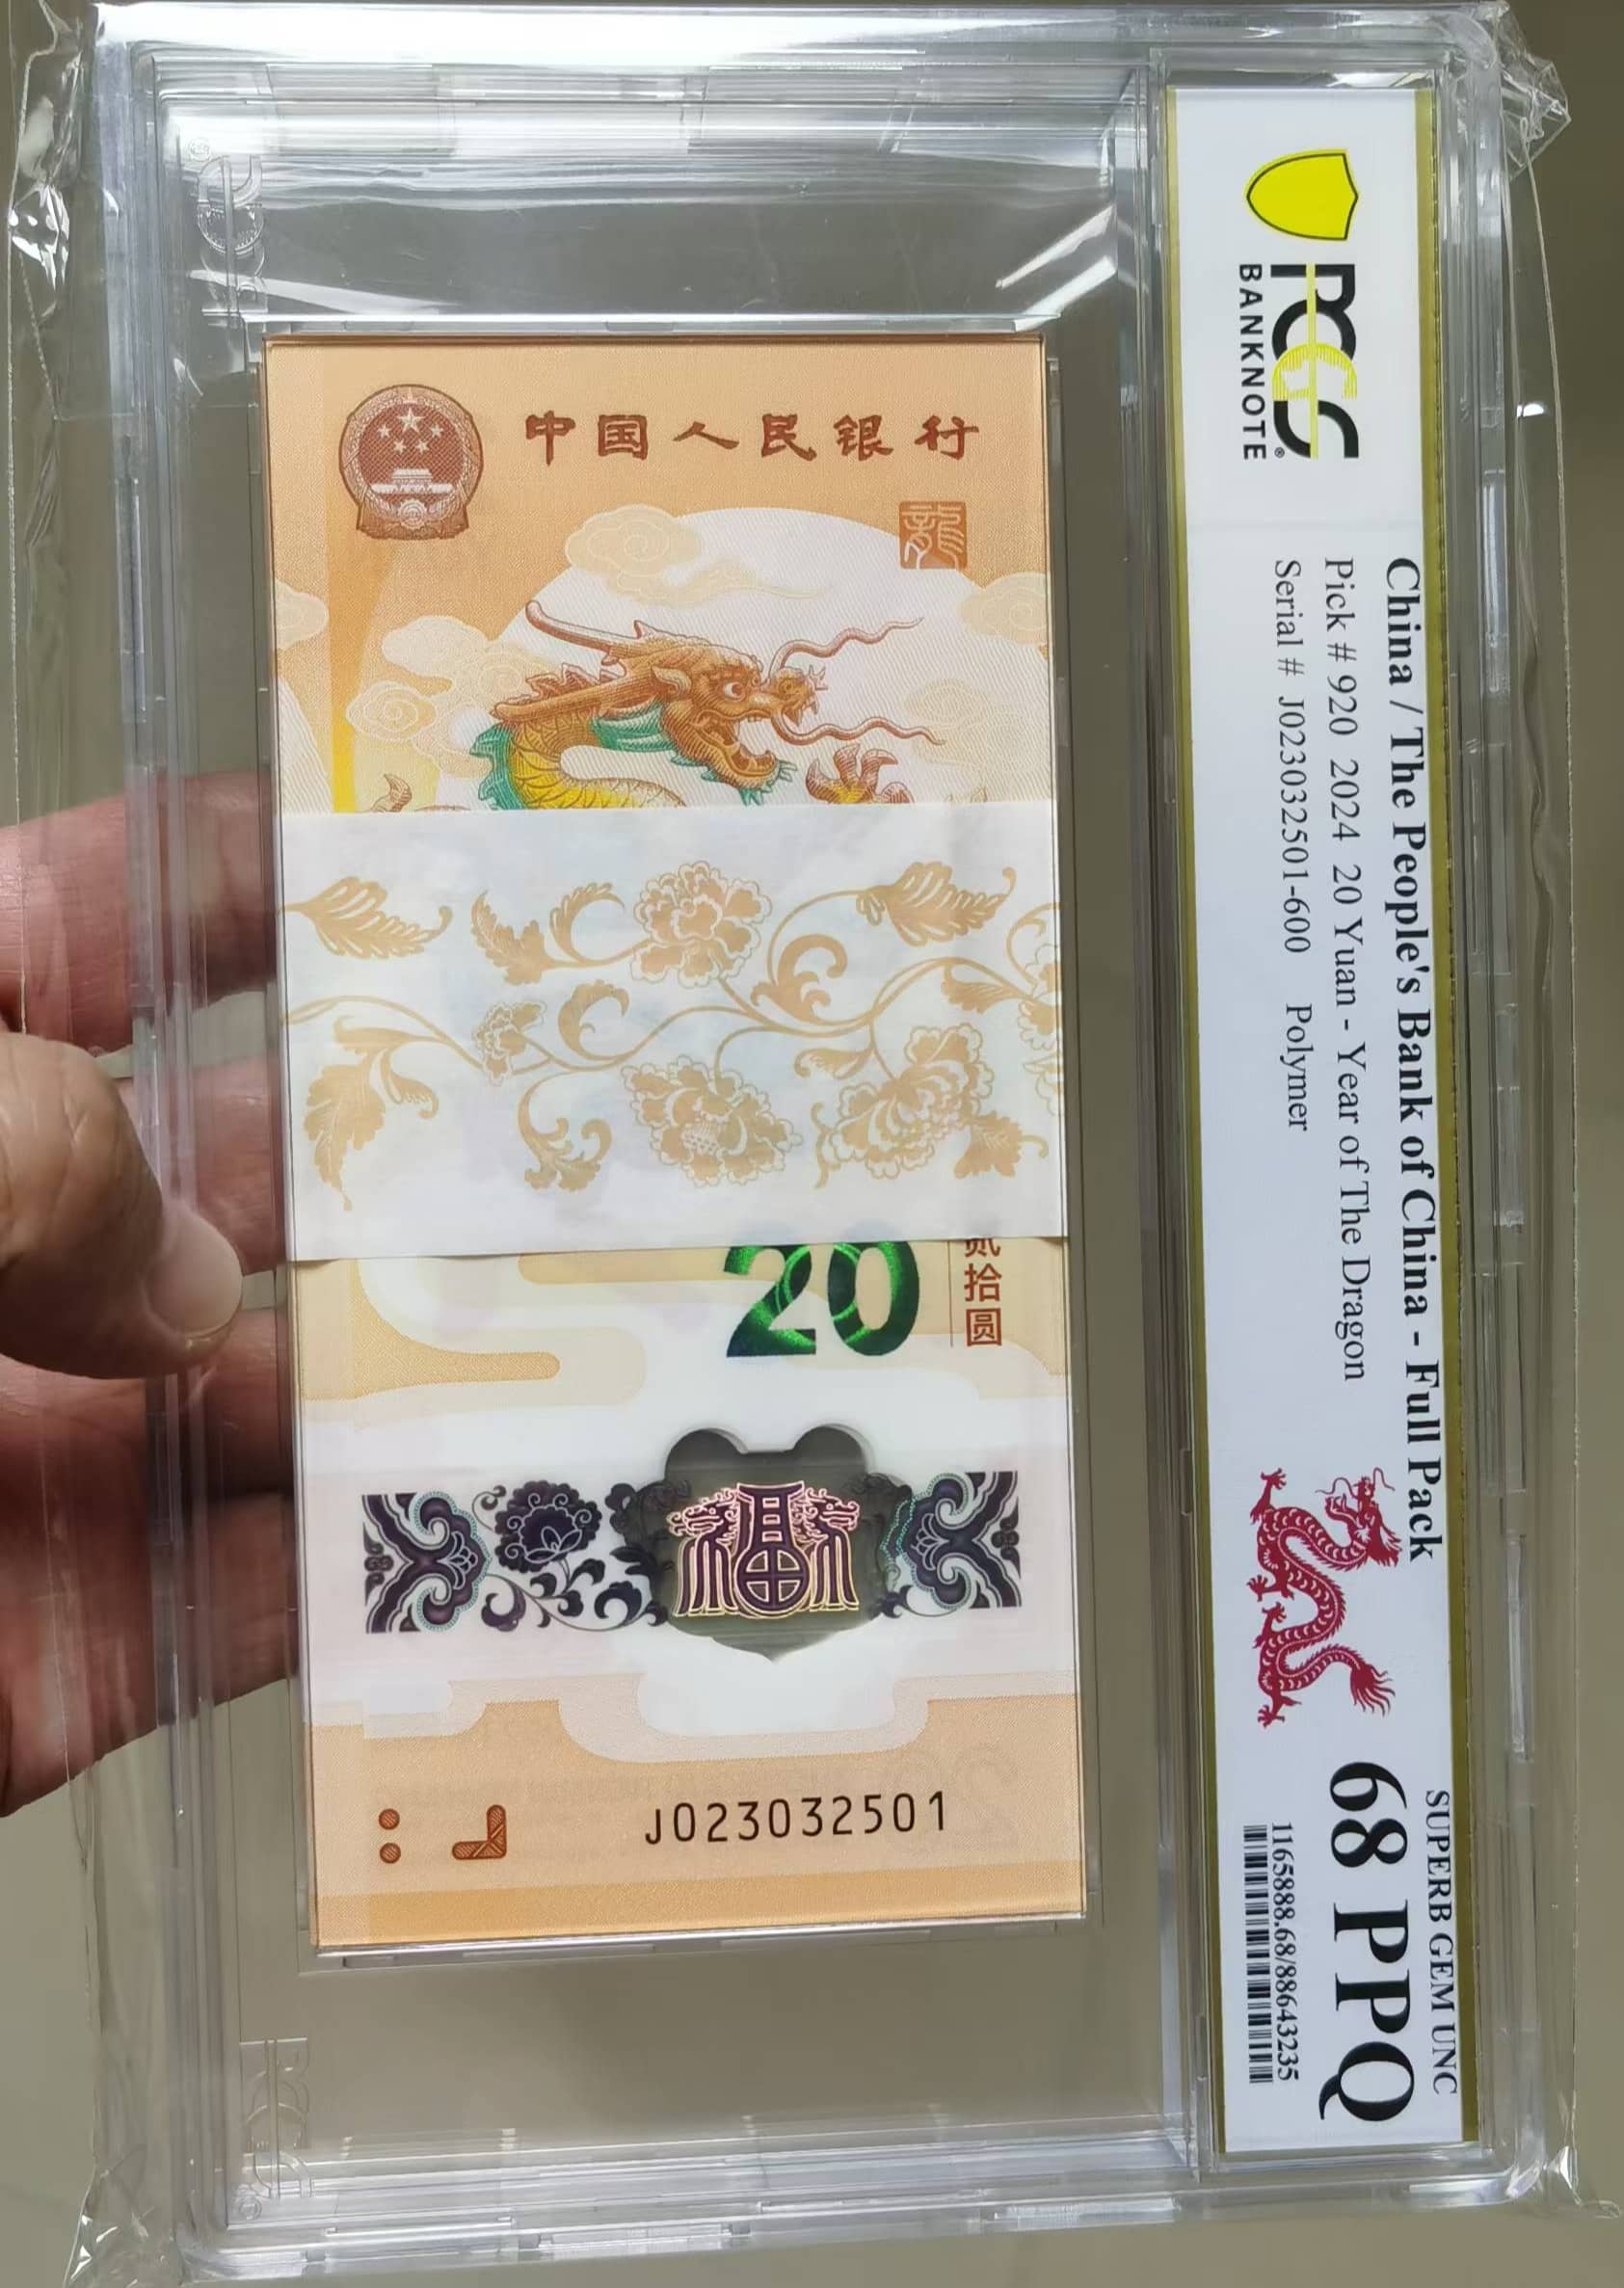 中国人民银行
龍
贰拾圆
20
福
J023032501
PCGS
BANKNOTE
China / The People's Bank of China - Full Pack
Pick # 920 2024 20 Yuan - Year of The Dragon
Serial # J023032501-600 Polymer
SUPERB GEM UNC
68 PPQ
1165888.68/88643235